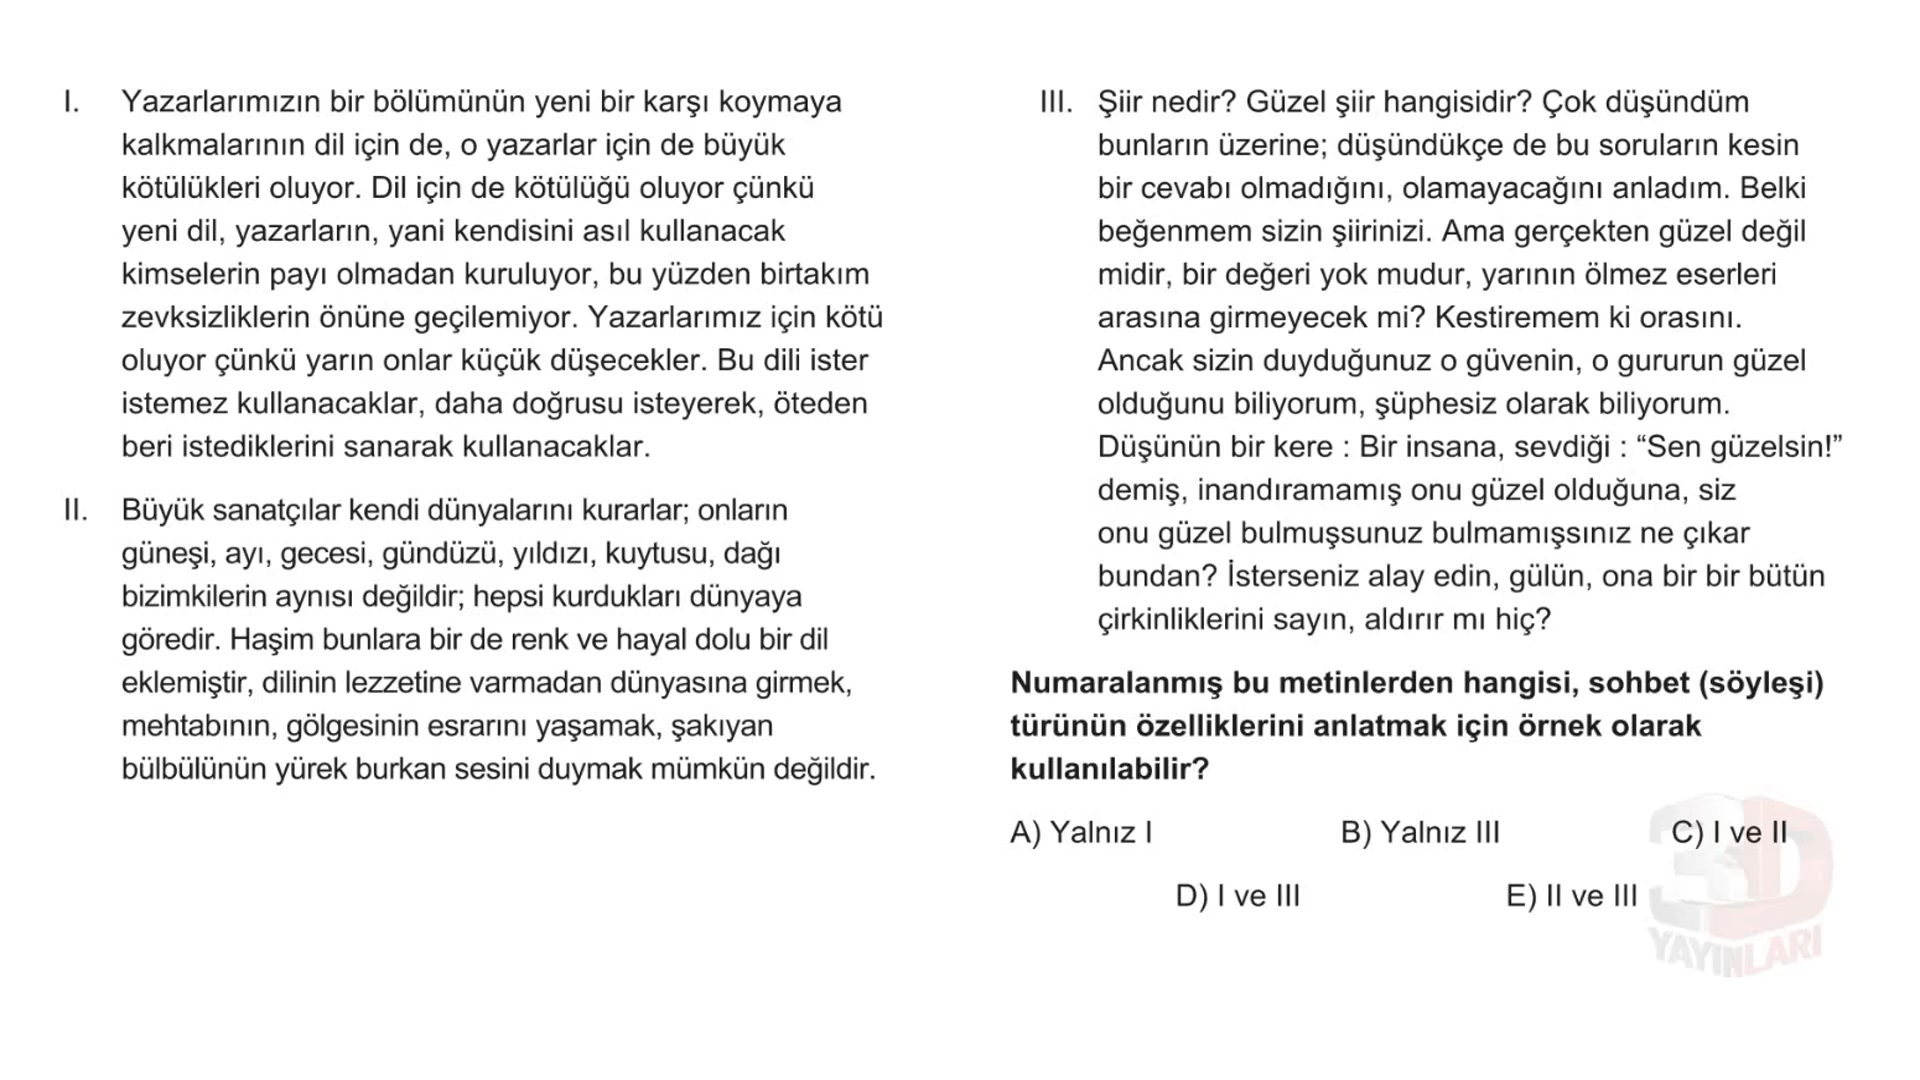 I. Yazarlarımızın bir bölümünün yeni bir karşı koymaya
kalkmalarının dil için de, o yazarlar için de büyük
kötülükleri oluyor. Dil için de kötülüğü oluyor çünkü
yeni dil, yazarların, yani kendisini asıl kullanacak
kimselerin payı olmadan kuruluyor, bu yüzden birtakım
zevksizliklerin önüne geçilemiyor. Yazarlarımız için kötü
oluyor çünkü yarın onlar küçük düşecekler. Bu dili ister
istemez kullanacaklar, daha doğrusu isteyerek, öteden
beri istediklerini sanarak kullanacaklar.
II. Büyük sanatçılar kendi dünyalarını kurarlar; onların
güneşi, ayı, gecesi, gündüzü, yıldızı, kuytusu, dağı
bizimkilerin aynısı değildir; hepsi kurdukları dünyaya
göredir. Haşim bunlara bir de renk ve hayal dolu bir dil
eklemiştir, dilinin lezzetine varmadan dünyasına girmek,
mehtabının, gölgesinin esrarını yaşamak, şakıyan
bülbülünün yürek burkan sesini duymak mümkün değildir.
III. Şiir nedir? Güzel şiir hangisidir? Çok düşündüm
bunların üzerine; düşündükçe de bu soruların kesin
bir cevabı olmadığını, olamayacağını anladım. Belki
beğenmem sizin şiirinizi. Ama gerçekten güzel değil
midir, bir değeri yok mudur, yarının ölmez eserleri
arasına girmeyecek mi? Kestiremem ki orasını.
Ancak sizin duyduğunuz o güvenin, o gururun güzel
olduğunu biliyorum, şüphesiz olarak biliyorum.
Düşünün bir kere : Bir insana, sevdiği : “Sen güzelsin!”
demiş, inandıramamış onu güzel olduğuna, siz
onu güzel bulmuşsunuz bulmamışsınız ne çıkar
bundan? İsterseniz alay edin, gülün, ona bir bir bütün
çirkinliklerini sayın, aldırır mı hiç?
Numaralanmış bu metinlerden hangisi, sohbet (söyleşi)
türünün özelliklerini anlatmak için örnek olarak
kullanılabilir?
A) Yalnız I B) Yalnız III C) I ve II
D) I ve III E) II ve III
3D
YAYINLARI